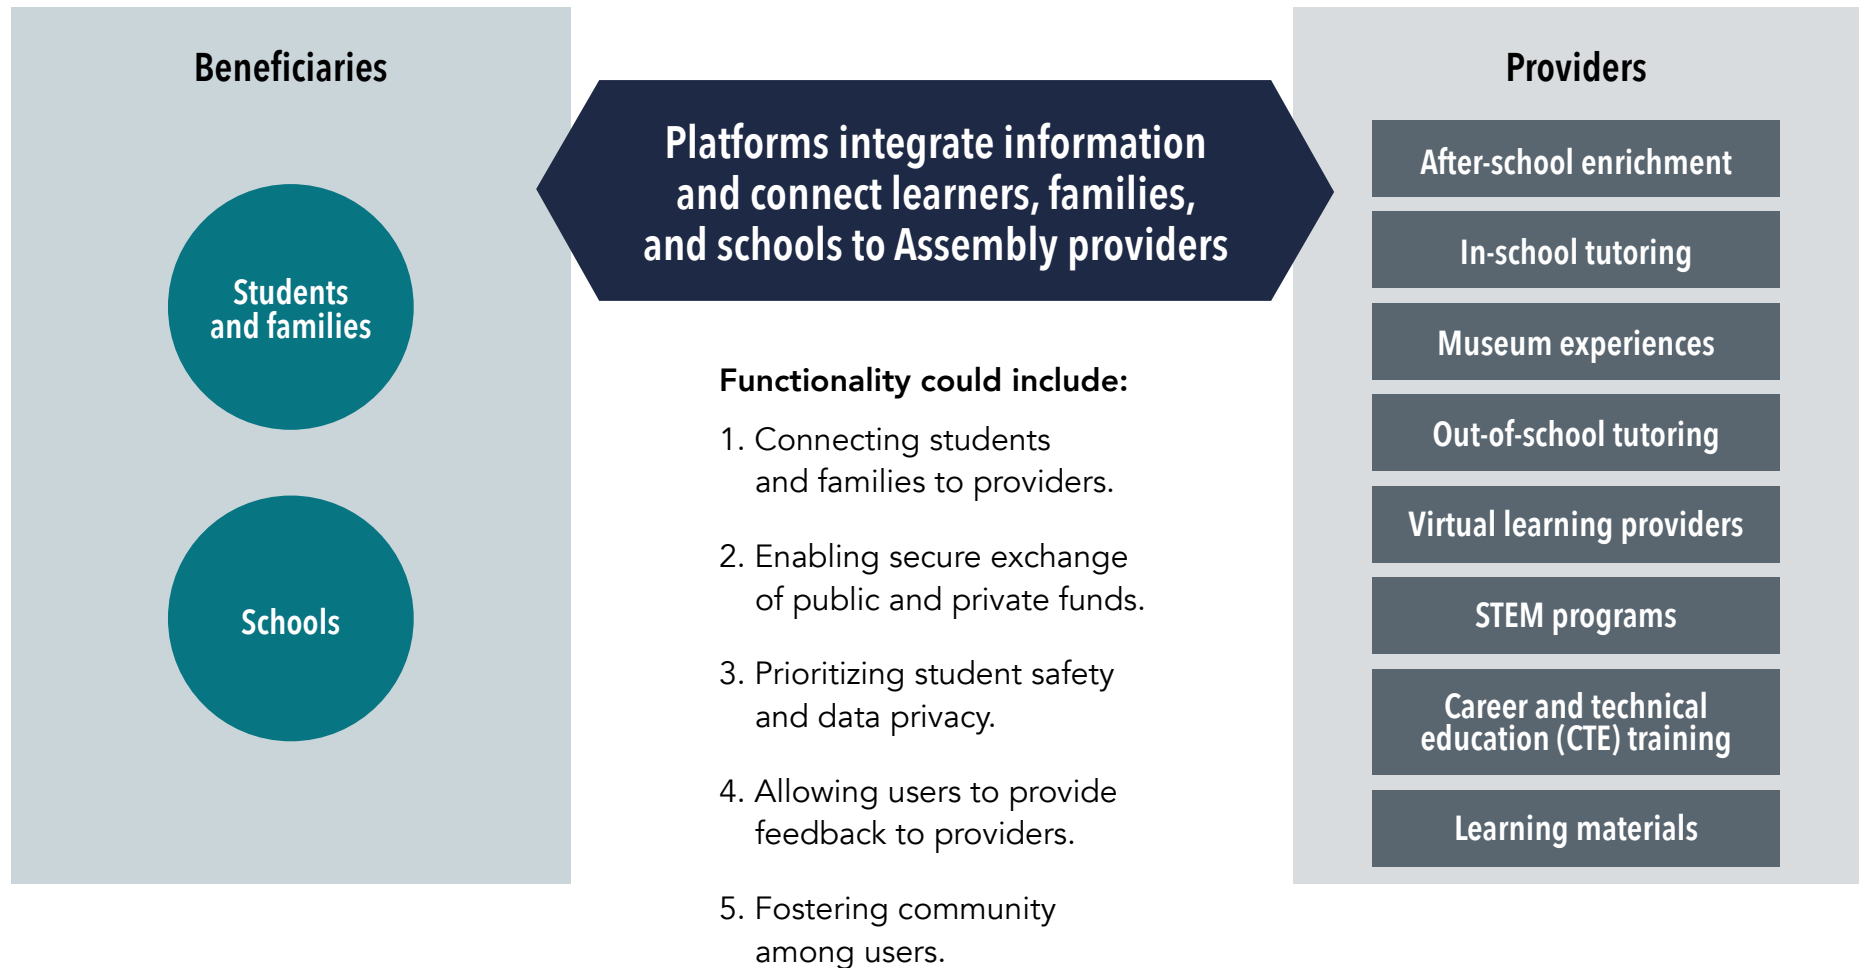 Beneficiaries
Students
and families
Schools
Platforms integrate information
and connect learners, families,
and schools to Assembly providers
Functionality could include:
1. Connecting students
and families to providers.
2. Enabling secure exchange
of public and private funds.
3. Prioritizing student safety
and data privacy.
4. Allowing users to provide
feedback to providers.
5. Fostering community
among users.
Providers
After-school enrichment
In-school tutoring
Museum experiences
Out-of-school tutoring
Virtual learning providers
STEM programs
Career and technical
education (CTE) training
Learning materials